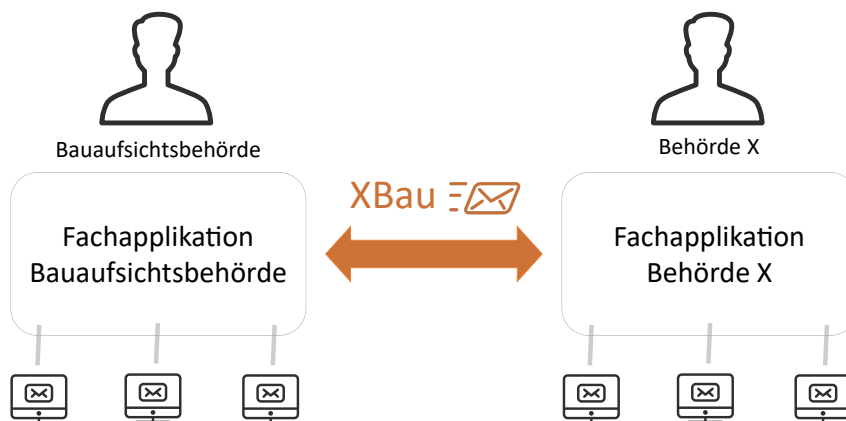 Bauaufsichtsbehörde
Behörde X
XBau
Fachapplikation
Bauaufsichtsbehörde
Fachapplikation
Behörde X